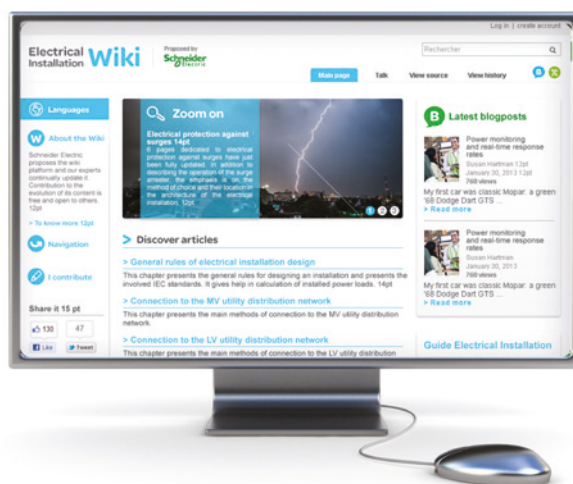 Log in | create account
Electrical
Installation Wiki
Proposed by
Schneider
Electric
Rechercher
Main page
Talk
View source
View history
Languages
About the Wiki
Schneider Electric
proposes the wiki
platform and our experts
continually update it.
Contribution to the
evolution of its content is
free and open to others.
12pt
> To know more 12pt
Navigation
I contribute
Share it 15 pt
130
47
Like
Tweet
Zoom on
Electrical protection against
surges 14pt
6 pages dedicated to electrical
protection against surges have just
been fully updated. In addition to
describing the operation of the surge
arrester, the emphasis is on the
method of choice and their location in
the architecture of the electrical
installation. 12pt
1 2 3
> Discover articles
> General rules of electrical installation design
This chapter presents the general rules for designing an installation and presents the
involved IEC standards. It gives help in calculation of installed power loads. 14pt
> Connection to the MV utility distribution network
This chapter presents the main methods of connection to the MV utility distribution
network.
> Connection to the LV utility distribution network
This chapter presents the main methods of connection to the LV utility distribution
B Latest blogposts
Power monitoring
and real-time response
rates
Susan Hartman 12pt
January 30, 2013 12pt
768 views
My first car was classic Mopar: a green
'68 Dodge Dart GTS ...
> Read more
Power monitoring
and real-time response
rates
Susan Hartman
January 30, 2013
768 views
My first car was classic Mopar: a green
'68 Dodge Dart GTS ...
> Read more
Guide Electrical Installation